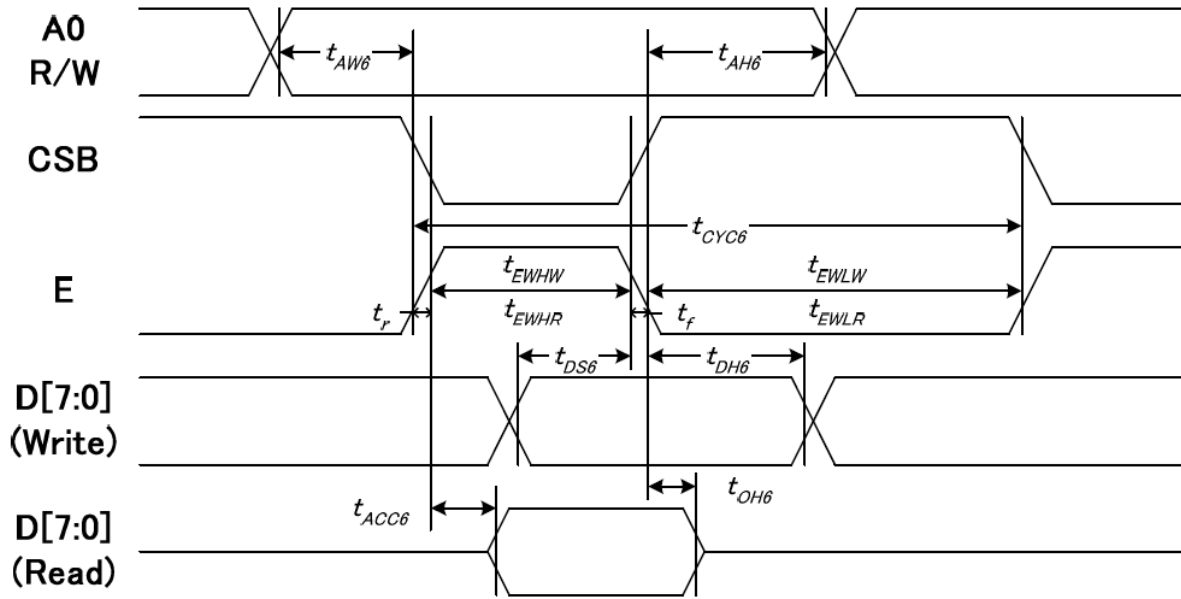 A0
R/W
tAW6
tAH6
CSB
tCYC6
E
tEWHW
tEWLW
tr
tEWHR
tf
tEWLR
tDS6
tDH6
D[7:0]
(Write)
tACC6
tOH6
D[7:0]
(Read)